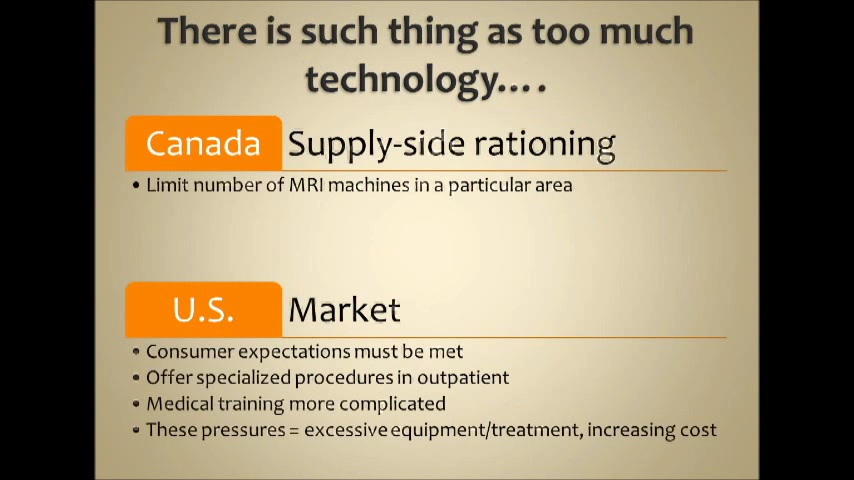 There is such thing as too much
technology....
Canada Supply-side rationing
• Limit number of MRI machines in a particular area
U.S. Market
• Consumer expectations must be met
• Offer specialized procedures in outpatient
• Medical training more complicated
• These pressures = excessive equipment/treatment, increasing cost